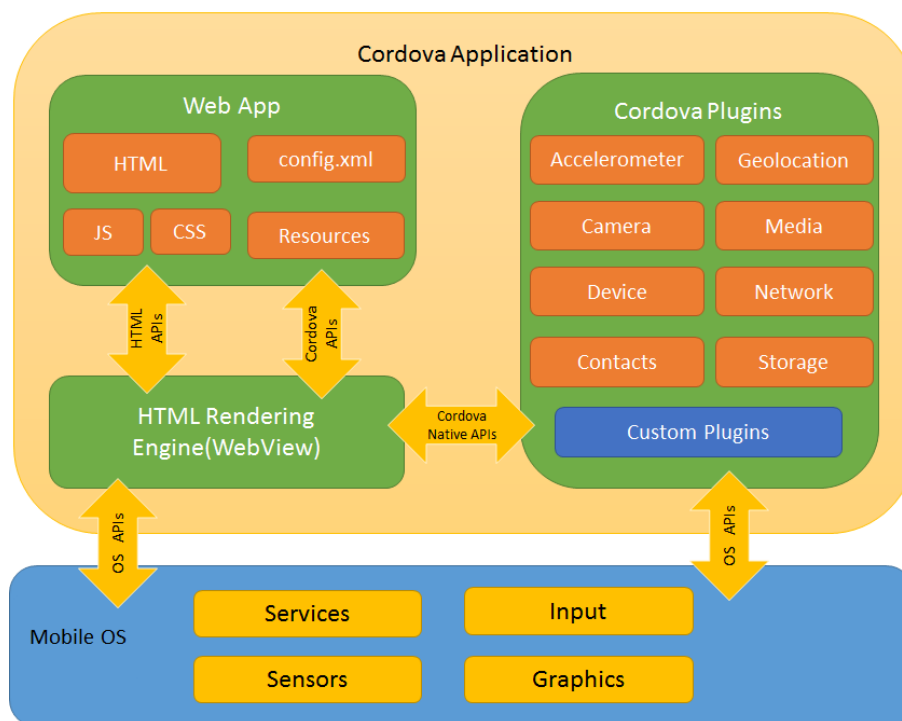 Cordova Application
Web App
HTML
config.xml
JS
CSS
Resources
Cordova Plugins
Accelerometer
Geolocation
Camera
Media
Device
Network
Contacts
Storage
Custom Plugins
HTML
APIs
Cordova
APIs
HTML Rendering
Engine(WebView)
Cordova
Native APIs
OS APIs
OS APIs
Mobile OS
Services
Input
Sensors
Graphics